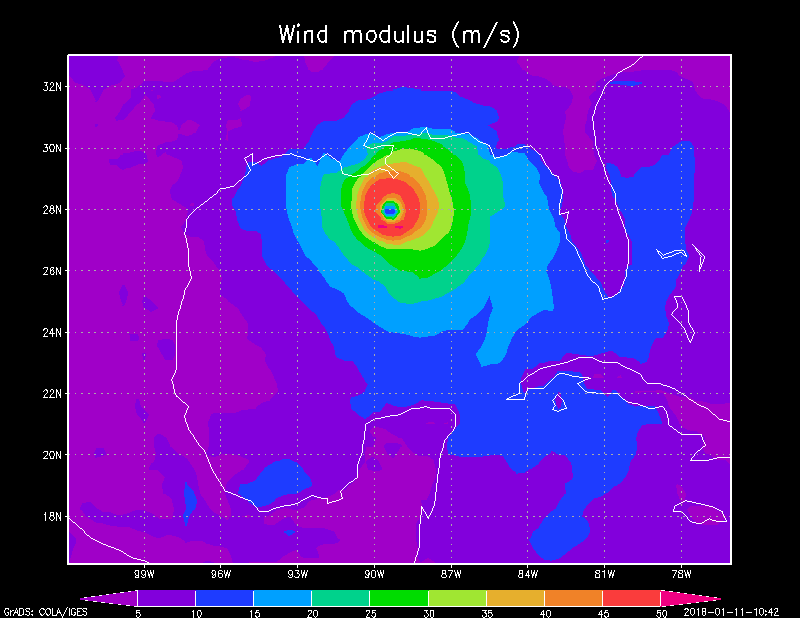 Wind modulus (m/s)
32N
30N
28N
26N
24N
22N
20N
18N
99W 96W 93W 90W 87W 84W 81W 78W
5 10 15 20 25 30 35 40 45 50
GrADS: COLA/IGES 2018-01-11-10:42